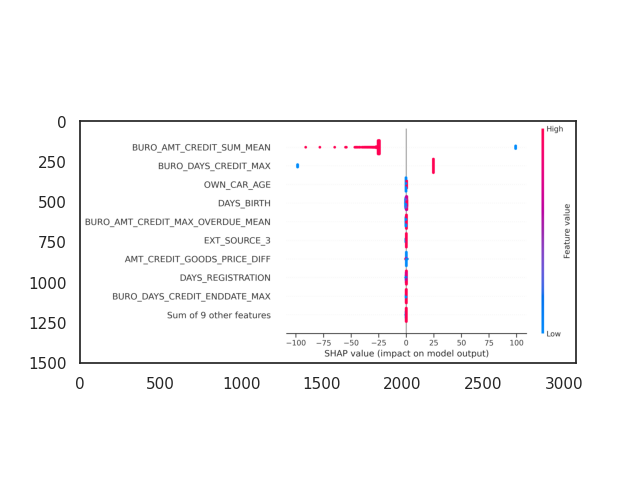 0
250
500
750
1000
1250
1500
0 500 1000 1500 2000 2500 3000
BURO_AMT_CREDIT_SUM_MEAN
BURO_DAYS_CREDIT_MAX
OWN_CAR_AGE
DAYS_BIRTH
BURO_AMT_CREDIT_MAX_OVERDUE_MEAN
EXT_SOURCE_3
AMT_CREDIT_GOODS_PRICE_DIFF
DAYS_REGISTRATION
BURO_DAYS_CREDIT_ENDDATE_MAX
Sum of 9 other features
−100 −75 −50 −25 0 25 50 75 100
SHAP value (impact on model output)
High
Feature value
Low